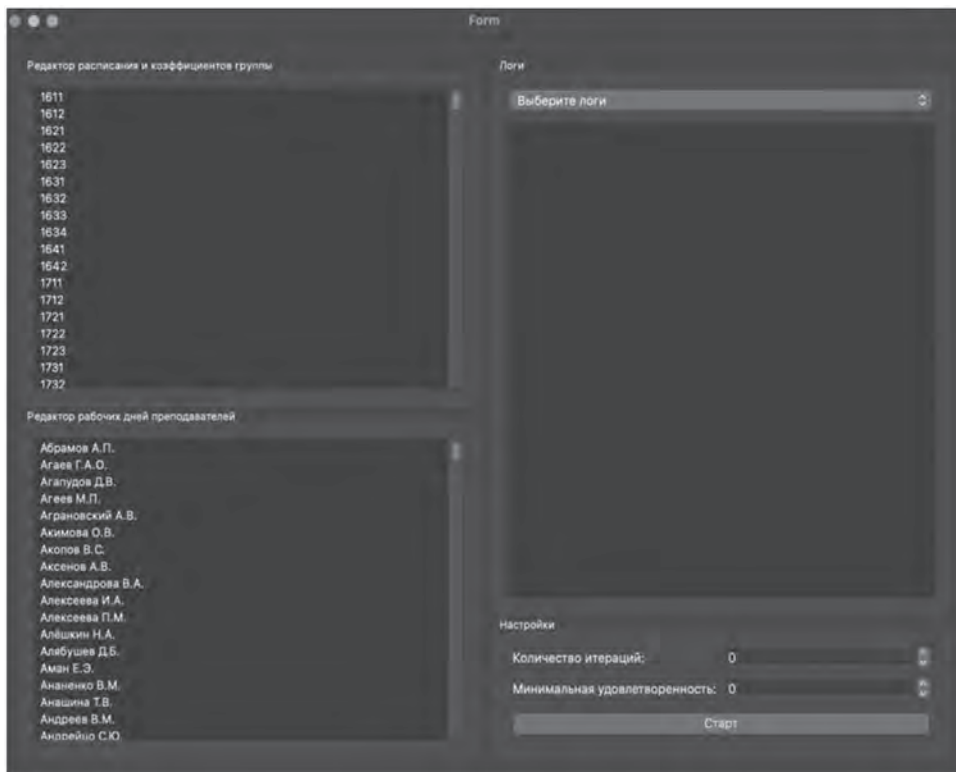 Form
Редактор расписания и коэффициентов группы
1611
1612
1621
1622
1623
1631
1632
1633
1634
1641
1642
1711
1712
1721
1722
1723
1731
1732
Редактор рабочих дней преподавателей
Абрамов А.П.
Агаев Г.А.О.
Агапудов Д.В.
Агеев М.П.
Аграновский А.В.
Акимова О.В.
Акопов В.С.
Аксенов А.В.
Александрова В.А.
Алексеева И.А.
Алексеева П.М.
Алёшкин Н.А.
Алябушев Д.Б.
Аман Е.Э.
Ананенко В.М.
Анашина Т.В.
Андреев В.М.
Андрейцо С.Ю.
Логи
Выберите логи
Настройки
Количество итераций: 0
Минимальная удовлетворенность: 0
Старт